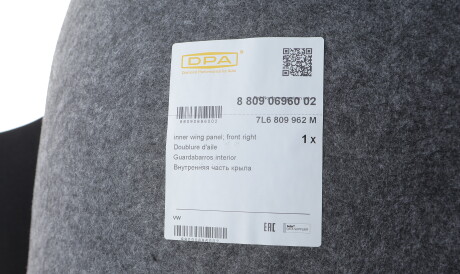 DPA
8 809 06960 02
7L6 809 962 M
inner wing panel, front right
1 x
Doublure d'aile
Guardabarros interior
Внутренняя часть крыла
VW
EAC